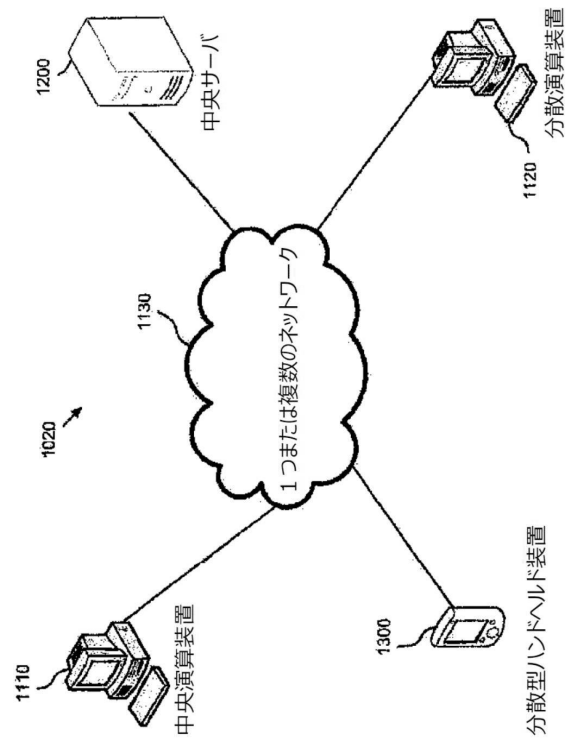 1020
1110
中央演算装置
1200
中央サーバ
1130
1つまたは複数のネットワーク
1300
分散型ハンドヘルド装置
1120
分散演算装置